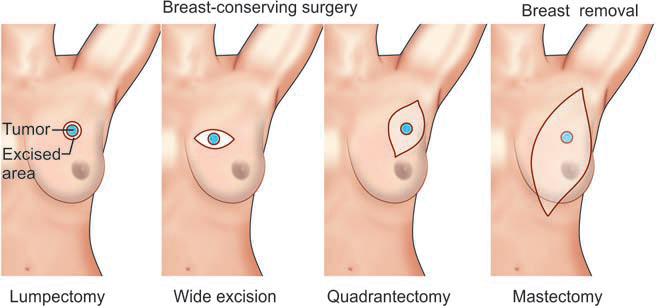 Breast-conserving surgery
Breast removal
Tumor
Excised
area
Lumpectomy
Wide excision
Quadrantectomy
Mastectomy